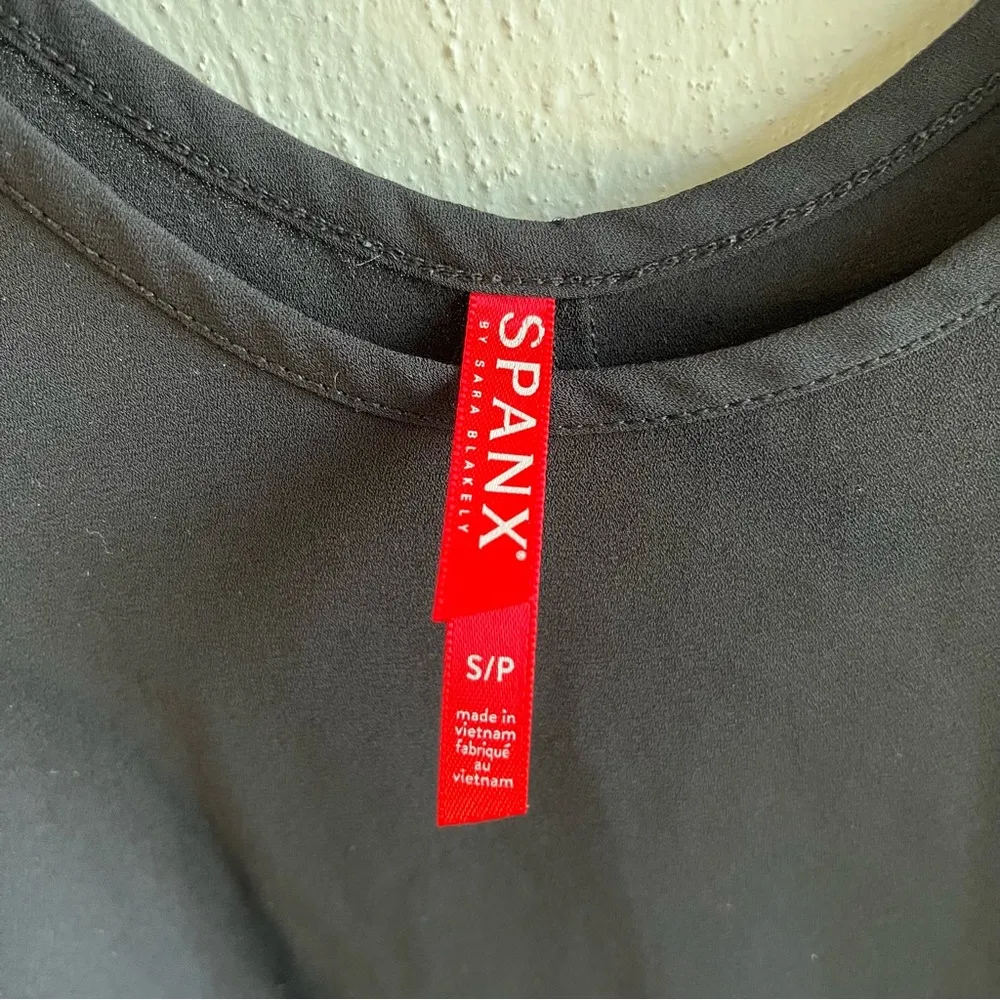 SPANX®
BY SARA BLAKELY
S/P
made in
vietnam
fabriqué
au
vietnam